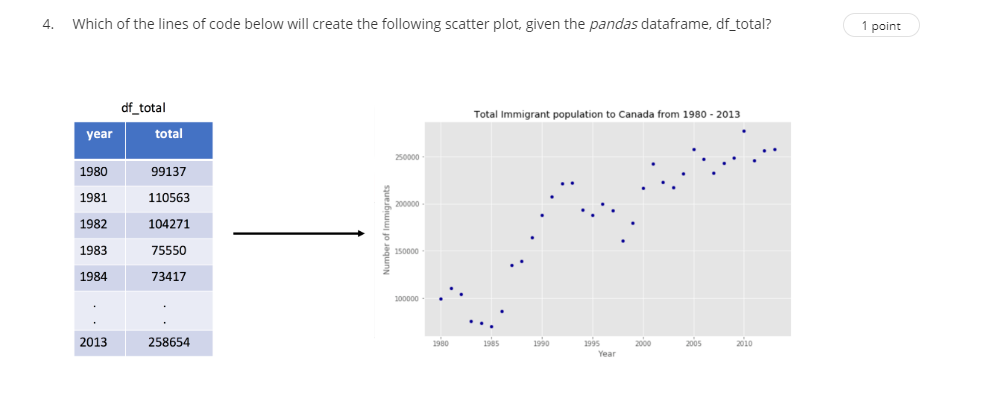 4. Which of the lines of code below will create the following scatter plot, given the pandas dataframe, df_total?
1 point
df_total
year total
1980 99137
1981 110563
1982 104271
1983 75550
1984 73417
. .
. .
2013 258654
Total Immigrant population to Canada from 1980 - 2013
Number of Immigrants
250000
200000
150000
100000
1980 1985 1990 1995 2000 2005 2010
Year